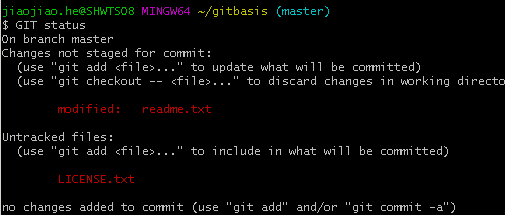 jiaojiao.he@SHWTSO8 MINGW64 ~/gitbasis (master)
$ GIT status
On branch master
Changes not staged for commit:
(use "git add <file>..." to update what will be committed)
(use "git checkout -- <file>..." to discard changes in working directo
modified: readme.txt
Untracked files:
(use "git add <file>..." to include in what will be committed)
LICENSE.txt
no changes added to commit (use "git add" and/or "git commit -a")